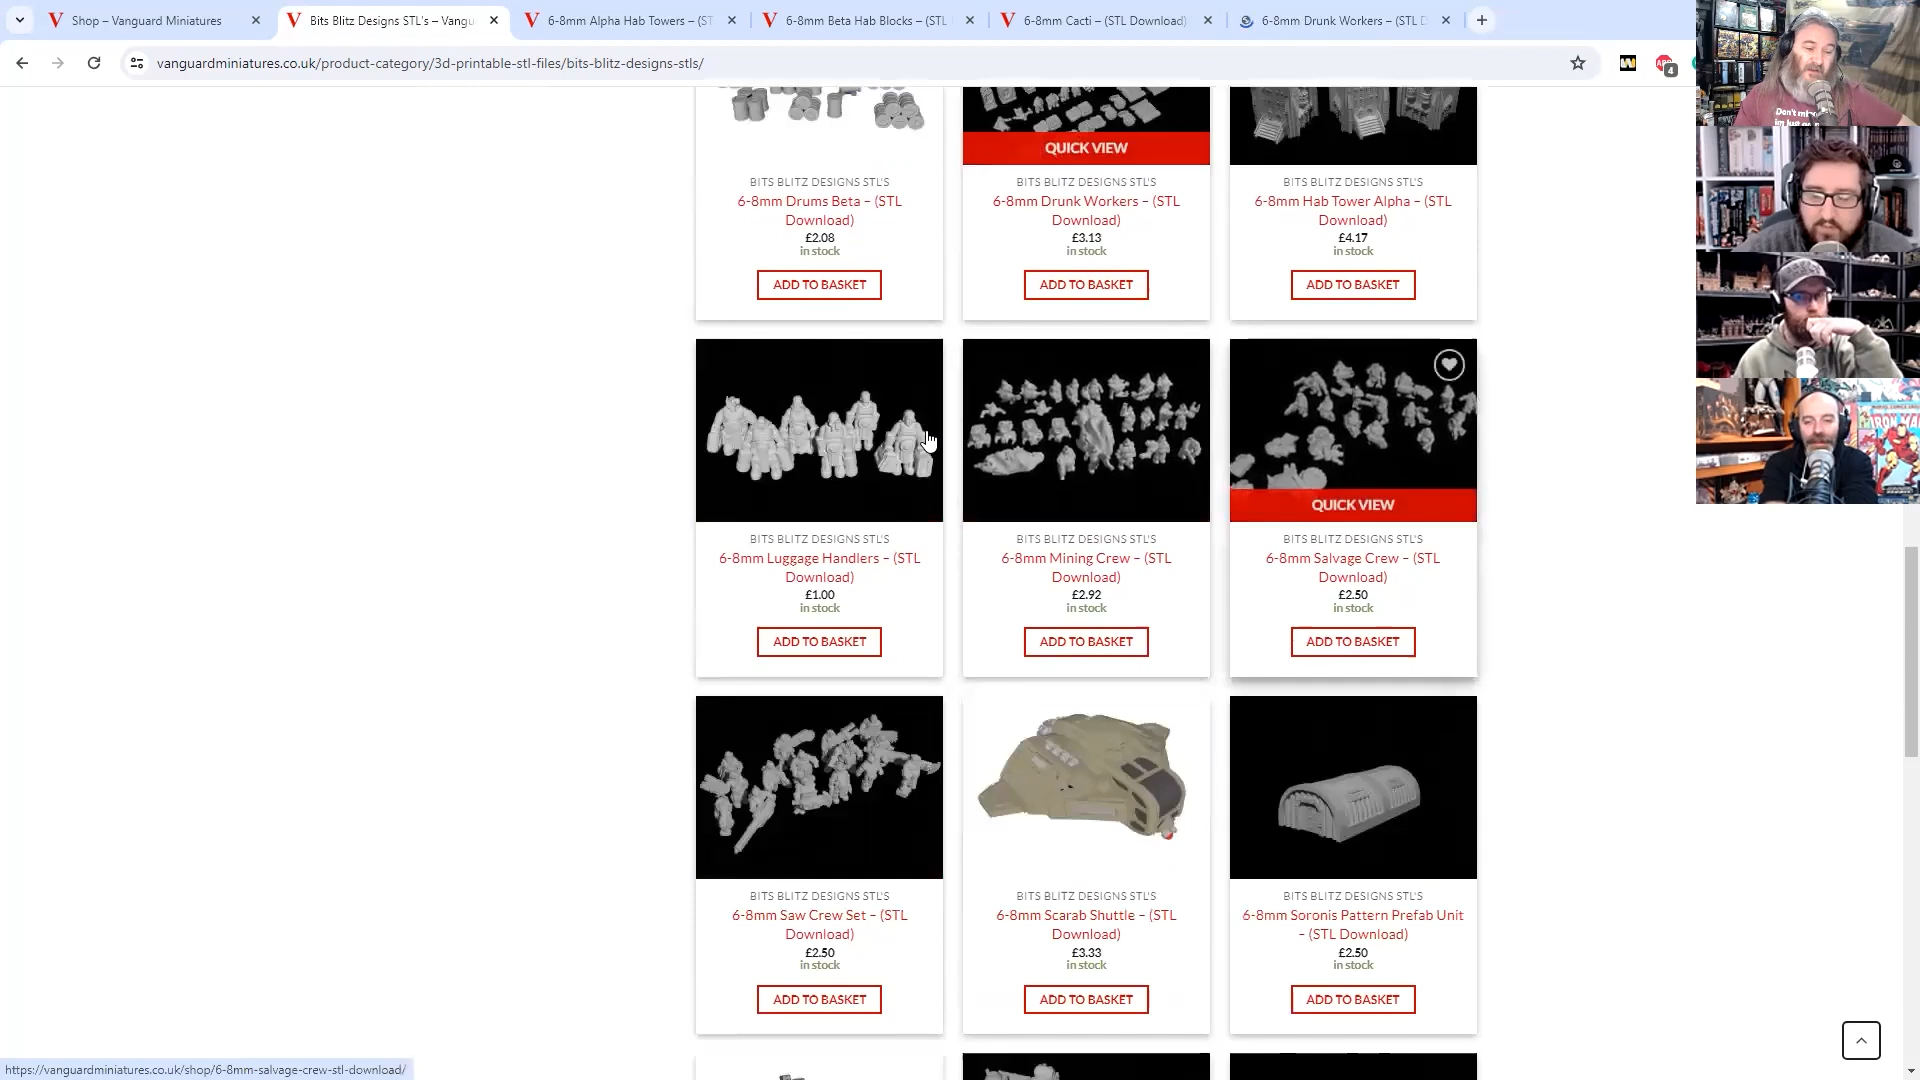 Shop – Vanguard Miniatures
Bits Blitz Designs STL's – Vangu
6-8mm Alpha Hab Towers – (ST
6-8mm Beta Hab Blocks – (STL
6-8mm Cacti – (STL Download)
6-8mm Drunk Workers – (STL D
vanguardminiatures.co.uk/product-category/3d-printable-stl-files/bits-blitz-designs-stls/
4
QUICK VIEW
BITS BLITZ DESIGNS STL'S
6-8mm Drums Beta – (STL
Download)
£2.08
in stock
ADD TO BASKET
BITS BLITZ DESIGNS STL'S
6-8mm Drunk Workers – (STL
Download)
£3.13
in stock
ADD TO BASKET
BITS BLITZ DESIGNS STL'S
6-8mm Hab Tower Alpha – (STL
Download)
£4.17
in stock
ADD TO BASKET
QUICK VIEW
BITS BLITZ DESIGNS STL'S
6-8mm Luggage Handlers – (STL
Download)
£1.00
in stock
ADD TO BASKET
BITS BLITZ DESIGNS STL'S
6-8mm Mining Crew – (STL
Download)
£2.92
in stock
ADD TO BASKET
BITS BLITZ DESIGNS STL'S
6-8mm Salvage Crew – (STL
Download)
£2.50
in stock
ADD TO BASKET
BITS BLITZ DESIGNS STL'S
6-8mm Saw Crew Set – (STL
Download)
£2.50
in stock
ADD TO BASKET
BITS BLITZ DESIGNS STL'S
6-8mm Scarab Shuttle – (STL
Download)
£3.33
in stock
ADD TO BASKET
BITS BLITZ DESIGNS STL'S
6-8mm Soronis Pattern Prefab Unit
– (STL Download)
£2.50
in stock
ADD TO BASKET
https://vanguardminiatures.co.uk/shop/6-8mm-salvage-crew-stl-download/
Don't
im just
IRON MAN